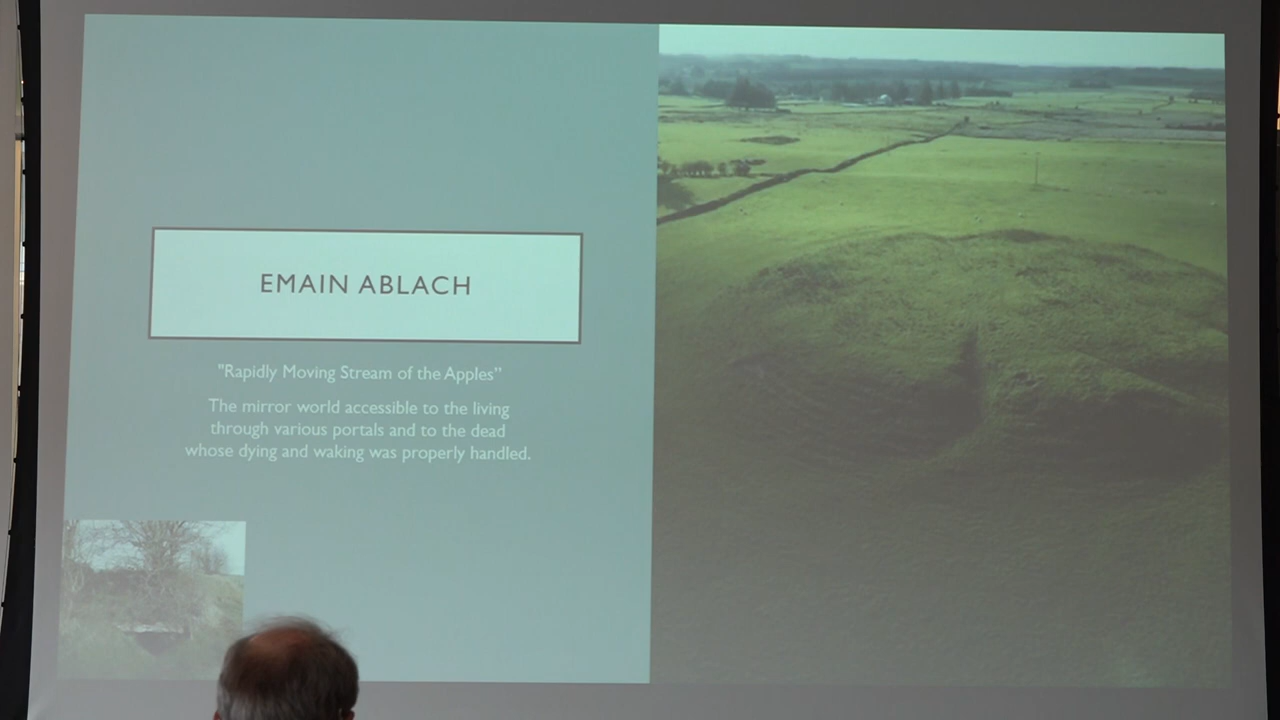 EMAIN ABLACH
"Rapidly Moving Stream of the Apples”
The mirror world accessible to the living
through various portals and to the dead
whose dying and waking was properly handled.